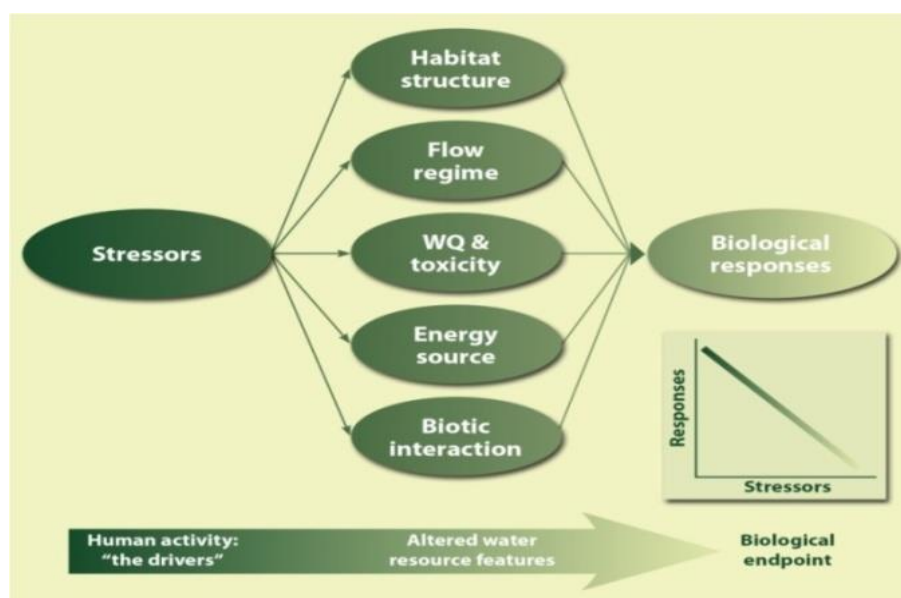 Habitat
structure
Flow
regime
Stressors
WQ &
toxicity
Biological
responses
Energy
source
Biotic
interaction
Responses
Stressors
Human activity:
"the drivers"
Altered water
resource features
Biological
endpoint